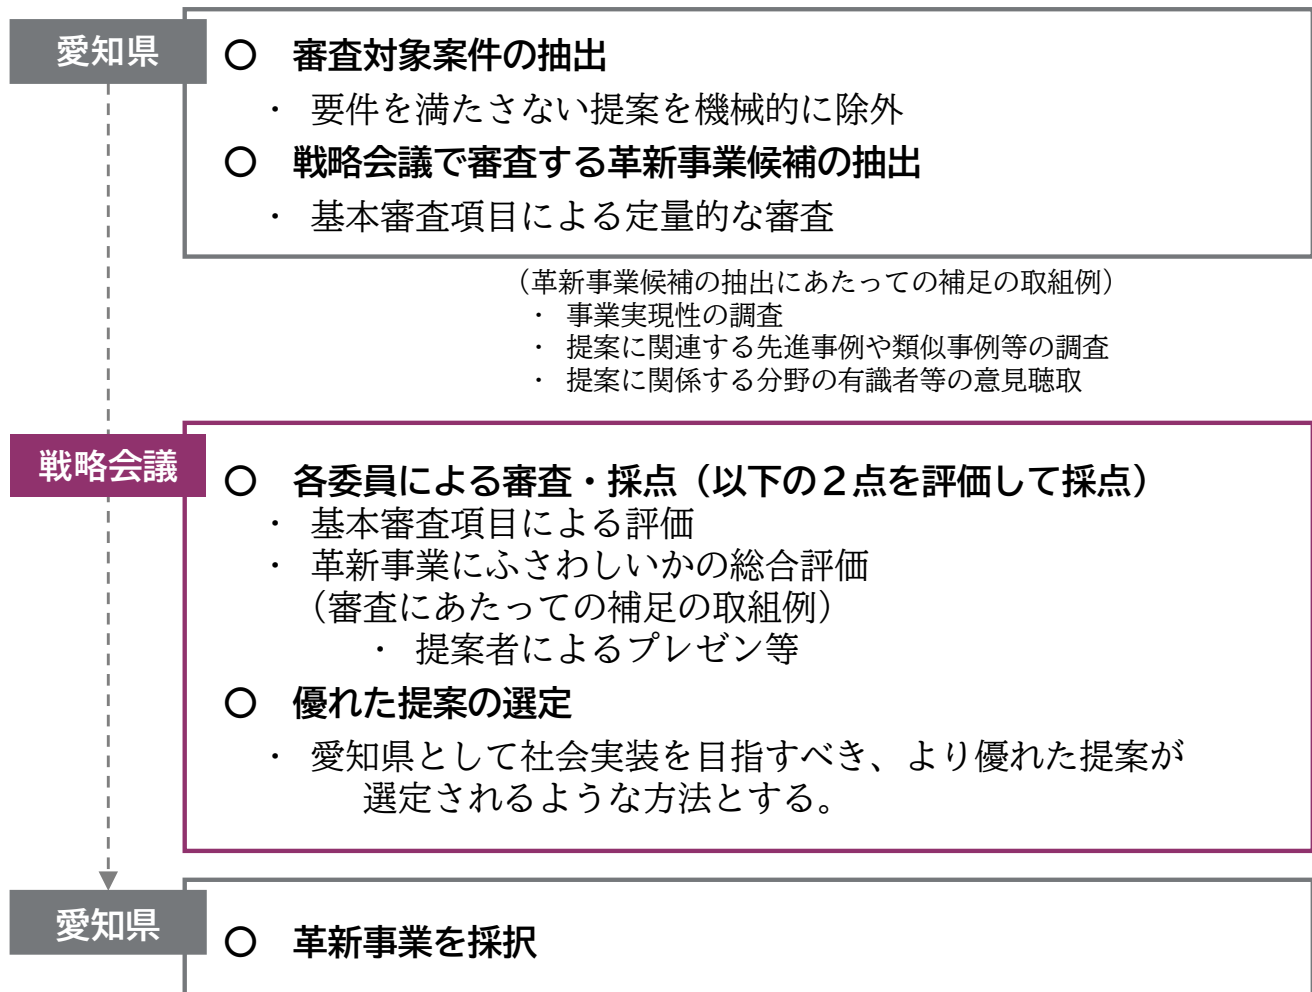 愛知県
○ 審査対象案件の抽出
・ 要件を満たさない提案を機械的に除外
○ 戦略会議で審査する革新事業候補の抽出
・ 基本審査項目による定量的な審査
（革新事業候補の抽出にあたっての補足の取組例）
・ 事業実現性の調査
・ 提案に関連する先進事例や類似事例等の調査
・ 提案に関係する分野の有識者等の意見聴取
戦略会議
○ 各委員による審査・採点（以下の２点を評価して採点）
・ 基本審査項目による評価
・ 革新事業にふさわしいかの総合評価
（審査にあたっての補足の取組例）
・ 提案者によるプレゼン等
○ 優れた提案の選定
・ 愛知県として社会実装を目指すべき、より優れた提案が
選定されるような方法とする。
愛知県
○ 革新事業を採択